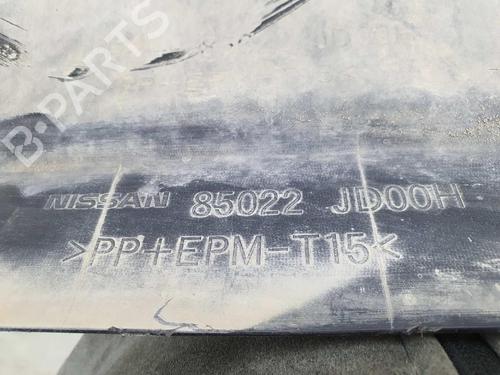 B-PARTS
NISSAN 85022 JD00H
>PP+EPM-T15<